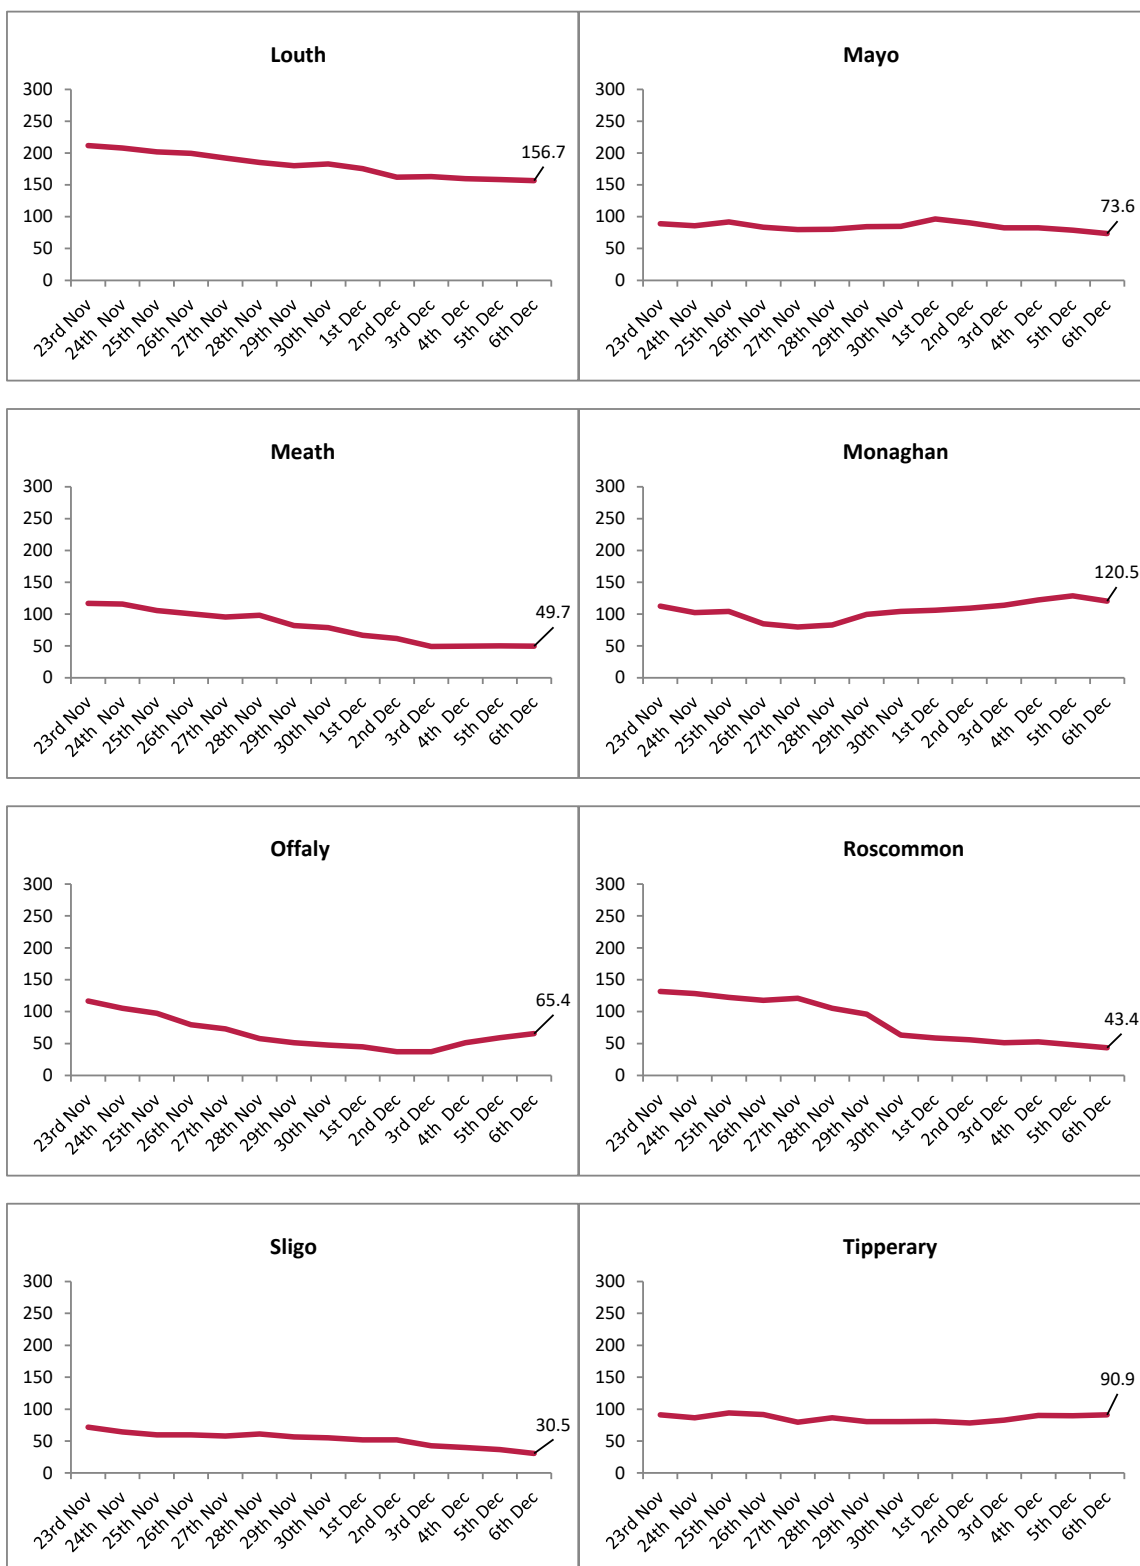 Louth
300
250
200
150
100
50
0
156.7
23rd Nov
24th  Nov
25th Nov
26th Nov
27th Nov
28th Nov
29th Nov
30th Nov
1st Dec
2nd Dec
3rd Dec
4th  Dec
5th Dec
6th Dec
Mayo
300
250
200
150
100
50
0
73.6
23rd Nov
24th  Nov
25th Nov
26th Nov
27th Nov
28th Nov
29th Nov
30th Nov
1st Dec
2nd Dec
3rd Dec
4th  Dec
5th Dec
6th Dec
Meath
300
250
200
150
100
50
0
49.7
23rd Nov
24th  Nov
25th Nov
26th Nov
27th Nov
28th Nov
29th Nov
30th Nov
1st Dec
2nd Dec
3rd Dec
4th  Dec
5th Dec
6th Dec
Monaghan
300
250
200
150
100
50
0
120.5
23rd Nov
24th  Nov
25th Nov
26th Nov
27th Nov
28th Nov
29th Nov
30th Nov
1st Dec
2nd Dec
3rd Dec
4th  Dec
5th Dec
6th Dec
Offaly
300
250
200
150
100
50
0
65.4
23rd Nov
24th  Nov
25th Nov
26th Nov
27th Nov
28th Nov
29th Nov
30th Nov
1st Dec
2nd Dec
3rd Dec
4th  Dec
5th Dec
6th Dec
Roscommon
300
250
200
150
100
50
0
43.4
23rd Nov
24th  Nov
25th Nov
26th Nov
27th Nov
28th Nov
29th Nov
30th Nov
1st Dec
2nd Dec
3rd Dec
4th  Dec
5th Dec
6th Dec
Sligo
300
250
200
150
100
50
0
30.5
23rd Nov
24th  Nov
25th Nov
26th Nov
27th Nov
28th Nov
29th Nov
30th Nov
1st Dec
2nd Dec
3rd Dec
4th  Dec
5th Dec
6th Dec
Tipperary
300
250
200
150
100
50
0
90.9
23rd Nov
24th  Nov
25th Nov
26th Nov
27th Nov
28th Nov
29th Nov
30th Nov
1st Dec
2nd Dec
3rd Dec
4th  Dec
5th Dec
6th Dec